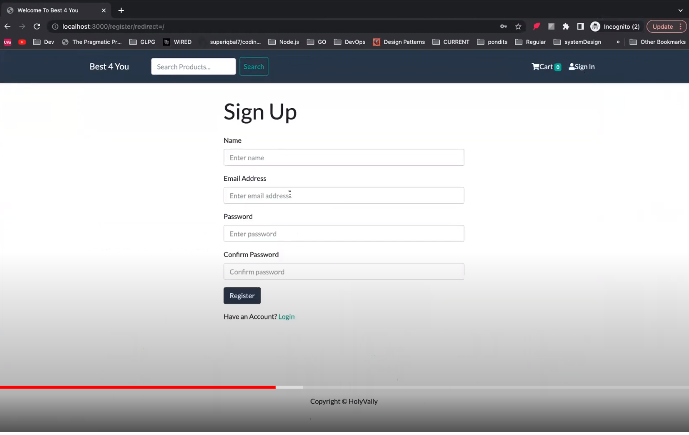 Welcome To Best 4 You
localhost:3000/register/redirect=/
Incognito (2)
Update
Dev
The Pragmatic Pr...
GLPG
WIRED
superiqbal7/codin...
Node.js
GO
DevOps
Design Patterns
CURRENT
pondits
Regular
systemDesign
»
Other Bookmarks
Best 4 You
Search Products...
Search
Cart 0
Sign In
Sign Up
Name
Enter name
Email Address
Enter email address
Password
Enter password
Confirm Password
Confirm password
Register
Have an Account? Login
Copyright © HolyVally